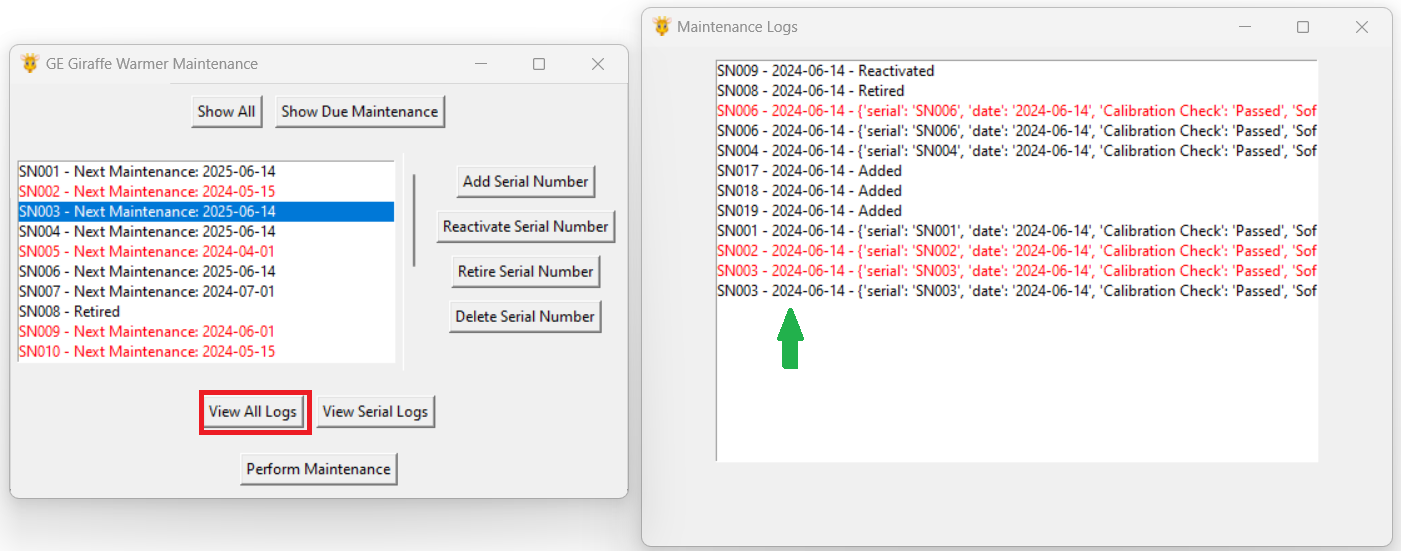 GE Giraffe Warmer Maintenance
Show All
Show Due Maintenance
SN001 - Next Maintenance: 2025-06-14
SN002 - Next Maintenance: 2024-05-15
SN003 - Next Maintenance: 2025-06-14
SN004 - Next Maintenance: 2025-06-14
SN005 - Next Maintenance: 2024-04-01
SN006 - Next Maintenance: 2025-06-14
SN007 - Next Maintenance: 2024-07-01
SN008 - Retired
SN009 - Next Maintenance: 2024-06-01
SN010 - Next Maintenance: 2024-05-15
Add Serial Number
Reactivate Serial Number
Retire Serial Number
Delete Serial Number
View All Logs
View Serial Logs
Perform Maintenance
Maintenance Logs
SN009 - 2024-06-14 - Reactivated
SN008 - 2024-06-14 - Retired
SN006 - 2024-06-14 - {'serial': 'SN006', 'date': '2024-06-14', 'Calibration Check': 'Passed', 'Sof
SN006 - 2024-06-14 - {'serial': 'SN006', 'date': '2024-06-14', 'Calibration Check': 'Passed', 'Sof
SN004 - 2024-06-14 - {'serial': 'SN004', 'date': '2024-06-14', 'Calibration Check': 'Passed', 'Sof
SN017 - 2024-06-14 - Added
SN018 - 2024-06-14 - Added
SN019 - 2024-06-14 - Added
SN001 - 2024-06-14 - {'serial': 'SN001', 'date': '2024-06-14', 'Calibration Check': 'Passed', 'Sof
SN002 - 2024-06-14 - {'serial': 'SN002', 'date': '2024-06-14', 'Calibration Check': 'Passed', 'Sof
SN003 - 2024-06-14 - {'serial': 'SN003', 'date': '2024-06-14', 'Calibration Check': 'Passed', 'Sof
SN003 - 2024-06-14 - {'serial': 'SN003', 'date': '2024-06-14', 'Calibration Check': 'Passed', 'Sof